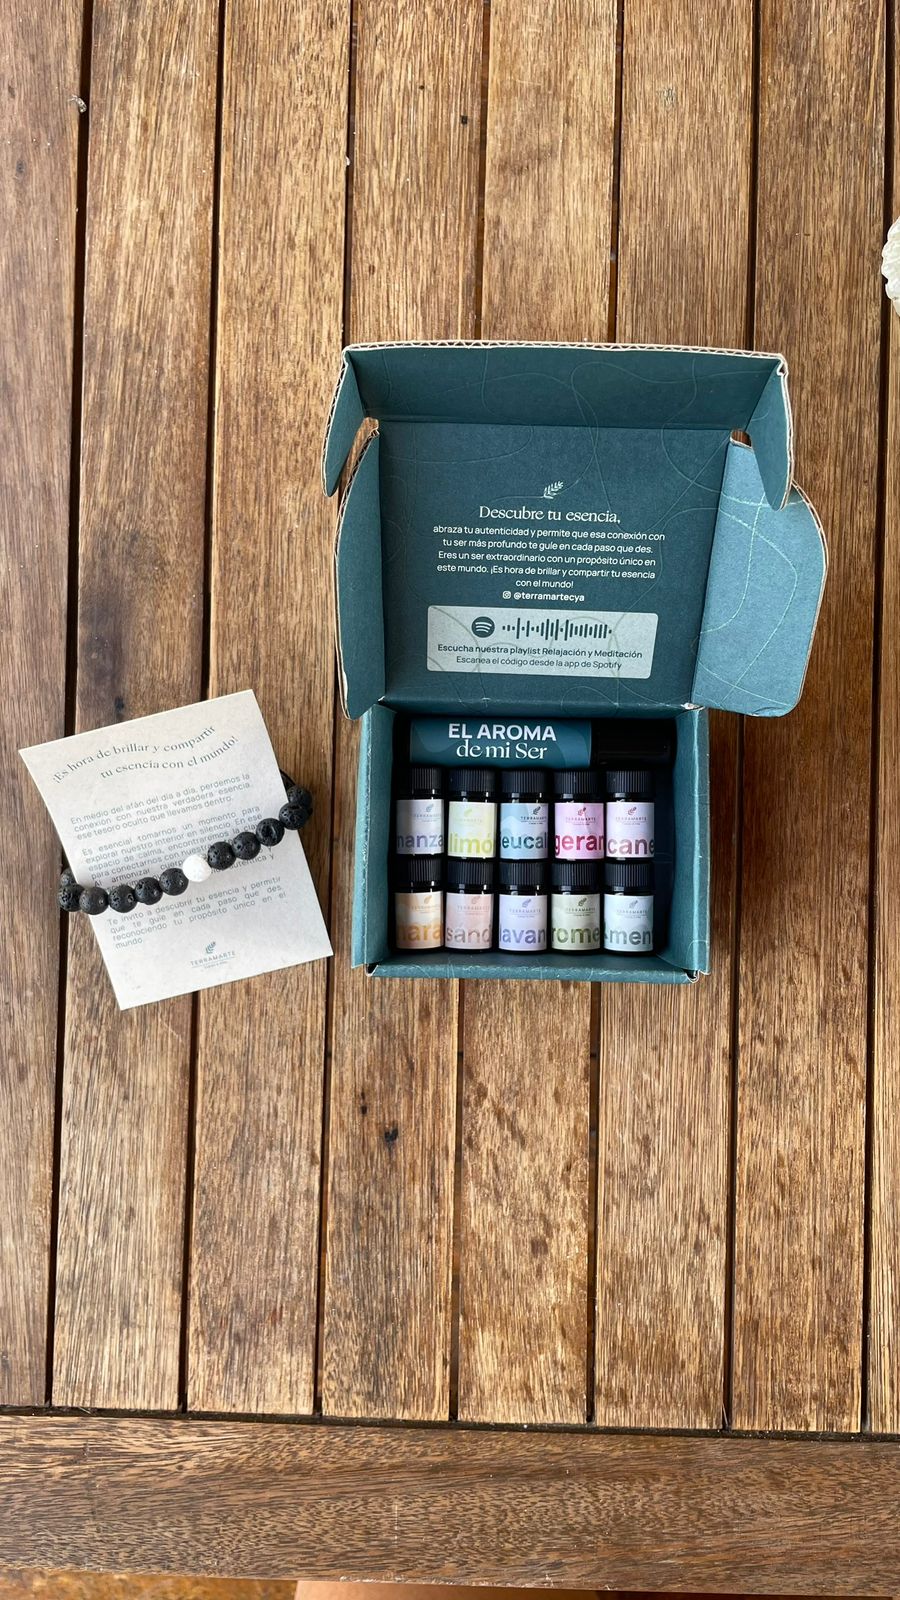 Descubre tu esencia,
abraza tu autenticidad y permite que esa conexión con
tu ser más profundo te guíe en cada paso que des.
Eres un ser extraordinario con un propósito único en
este mundo. ¡Es hora de brillar y compartir tu esencia
con el mundo!
@terramartecya
Escucha nuestra playlist Relajación y Meditación
Escanea el código desde la app de Spotify
EL AROMA
de mi Ser
TERRAMARTE
manza
limó
eucal
geran
cane
TERRAMARTE
nara
sánd
lavan
rome
men
¡Es hora de brillar y compartir
tu esencia con el mundo!
En medio del afán del día a día, perdemos la
conexión con nuestra verdadera esencia,
ese tesoro oculto que llevamos dentro.
Es esencial tomarnos un momento para
explorar nuestro interior en silencio. En ese
espacio de calma, encontraremos la
para conectarnos con
Al armonizar
Te invito a descubrir tu esencia y permitir
que te guíe en cada paso que des,
reconociendo tu propósito único en el
mundo.
TERRAMARTE